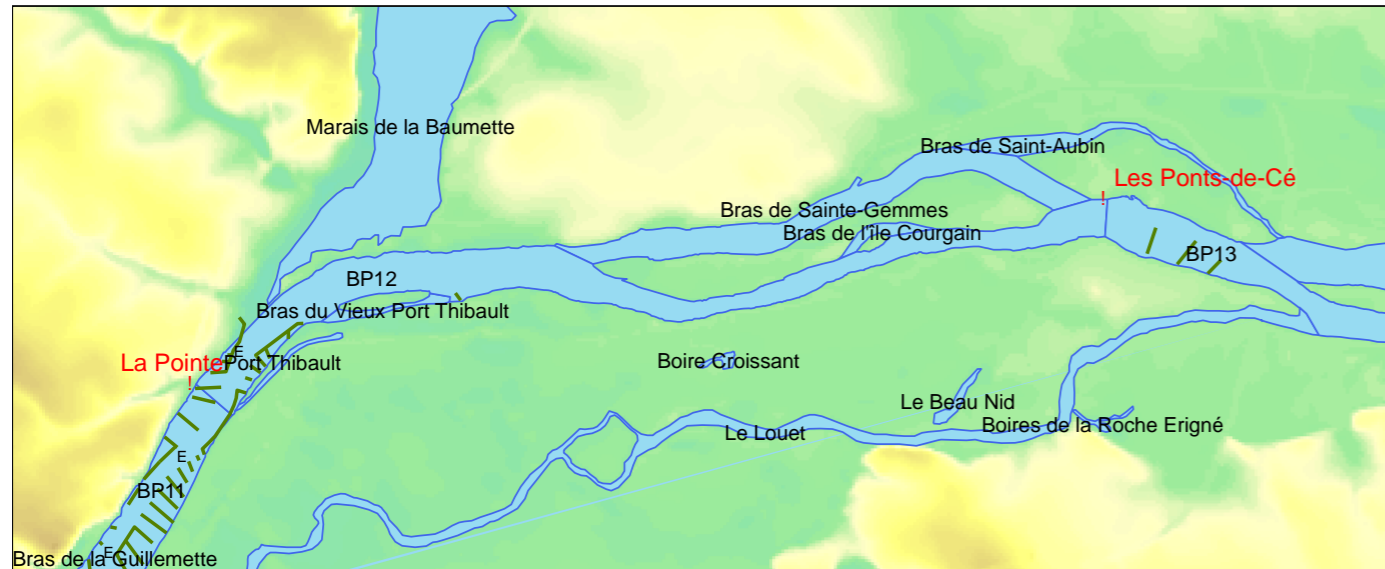 Marais de la Baumette
Bras de Saint-Aubin
Les Ponts-de-Cé
!
Bras de Sainte-Gemmes
Bras de l'île Courgain
BP13
BP12
Bras du Vieux Port Thibault
E
La Pointe
Port Thibault
!
Boire Croissant
Le Beau Nid
Boires de la Roche Erigné
Le Louet
E
BP11
E
Bras de la Guillemette